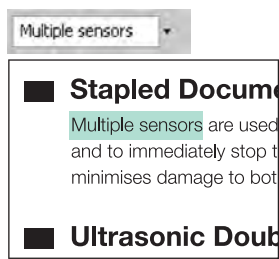 Multiple sensors
Stapled Docume
Multiple sensors are used
and to immediately stop t
minimises damage to bot
Ultrasonic Doub